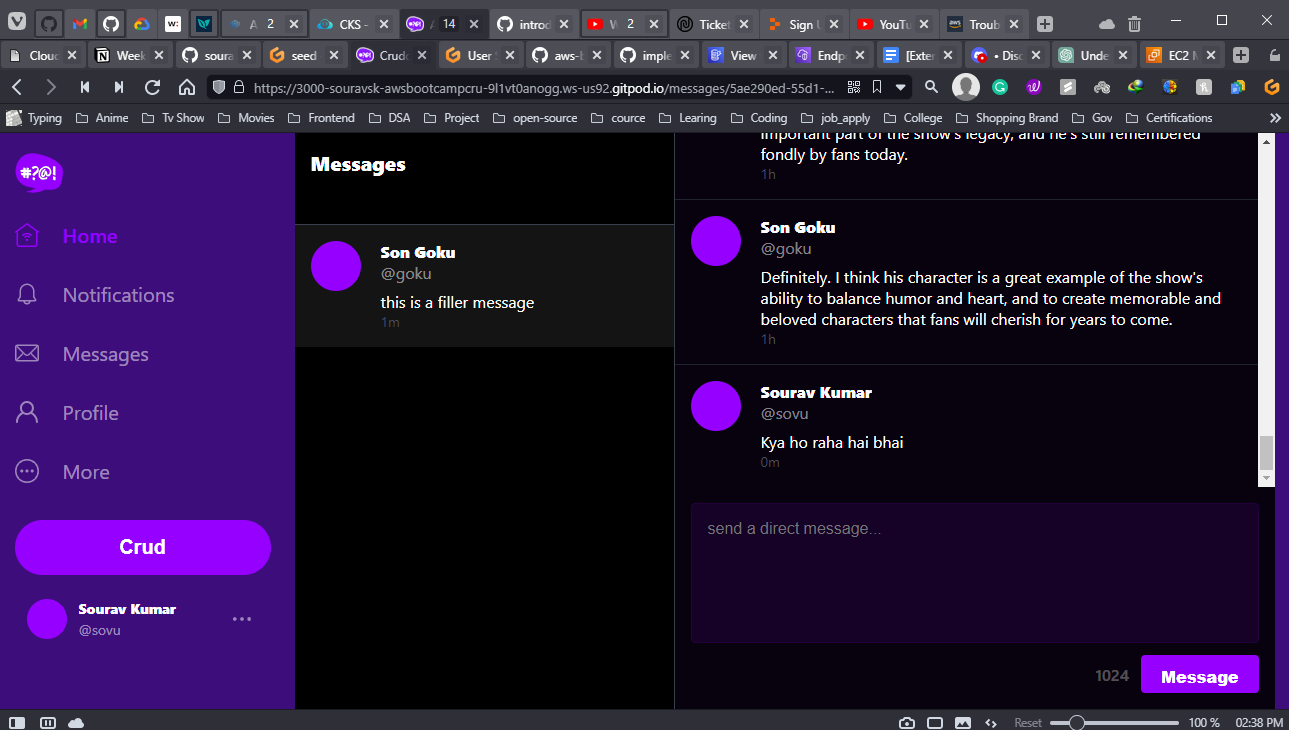 A
2
CKS -
14
introd
W
2
Ticket
Sign U
YouTu
Troub
Cloud
Week
soura
seed
Crudd
User S
aws-b
imple
View
Endp
[Exter
• Disc
Unde
EC2 M
https://3000-souravsk-awsbootcampcru-9l1vt0anogg.ws-us92.gitpod.io/messages/5ae290ed-55d1-...
Typing
Anime
Tv Show
Movies
Frontend
DSA
Project
open-source
cource
Learing
Coding
job_apply
College
Shopping Brand
Gov
Certifications
#?@!
Home
Notifications
Messages
Profile
More
Crud
Sourav Kumar
@sovu
Messages
Son Goku
@goku
this is a filler message
1m
important part of the show's legacy, and he's still remembered
fondly by fans today.
1h
Son Goku
@goku
Definitely. I think his character is a great example of the show's
ability to balance humor and heart, and to create memorable and
beloved characters that fans will cherish for years to come.
1h
Sourav Kumar
@sovu
Kya ho raha hai bhai
0m
send a direct message...
1024
Message
Reset
100 %
02:38 PM